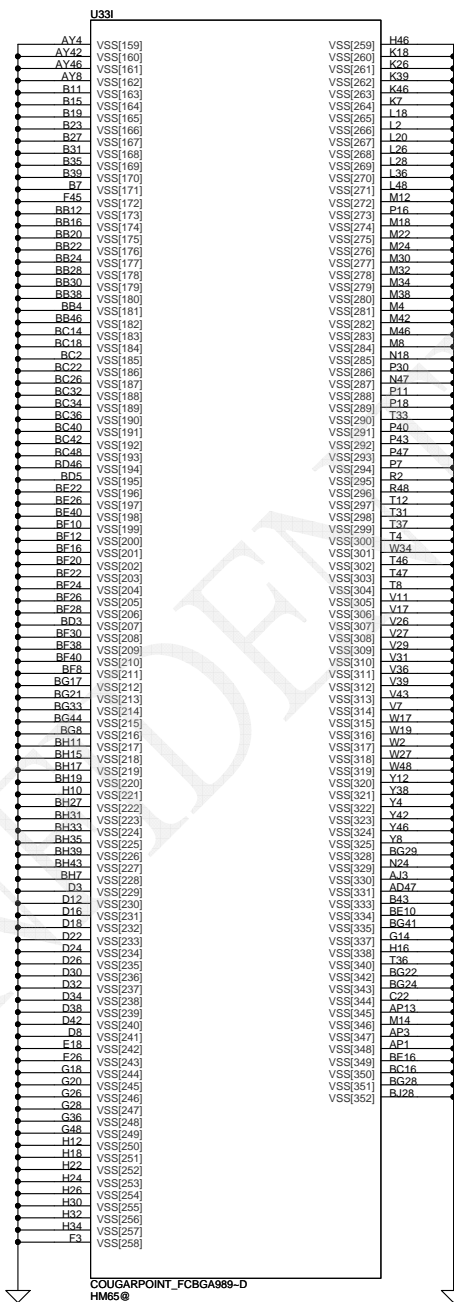 U33I
AY4 VSS[159]
AY42 VSS[160]
AY46 VSS[161]
AY8 VSS[162]
B11 VSS[163]
B15 VSS[164]
B19 VSS[165]
B23 VSS[166]
B27 VSS[167]
B31 VSS[168]
B35 VSS[169]
B39 VSS[170]
B7 VSS[171]
F45 VSS[172]
BB12 VSS[173]
BB16 VSS[174]
BB20 VSS[175]
BB22 VSS[176]
BB24 VSS[177]
BB28 VSS[178]
BB30 VSS[179]
BB38 VSS[180]
BB4 VSS[181]
BB46 VSS[182]
BC14 VSS[183]
BC18 VSS[184]
BC2 VSS[185]
BC22 VSS[186]
BC26 VSS[187]
BC32 VSS[188]
BC34 VSS[189]
BC36 VSS[190]
BC40 VSS[191]
BC42 VSS[192]
BC48 VSS[193]
BD46 VSS[194]
BD5 VSS[195]
BE22 VSS[196]
BE26 VSS[197]
BE40 VSS[198]
BF10 VSS[199]
BF12 VSS[200]
BF16 VSS[201]
BF20 VSS[202]
BF22 VSS[203]
BF24 VSS[204]
BF26 VSS[205]
BF28 VSS[206]
BD3 VSS[207]
BF30 VSS[208]
BF38 VSS[209]
BF40 VSS[210]
BF8 VSS[211]
BG17 VSS[212]
BG21 VSS[213]
BG33 VSS[214]
BG44 VSS[215]
BG8 VSS[216]
BH11 VSS[217]
BH15 VSS[218]
BH17 VSS[219]
BH19 VSS[220]
H10 VSS[221]
BH27 VSS[222]
BH31 VSS[223]
BH33 VSS[224]
BH35 VSS[225]
BH39 VSS[226]
BH43 VSS[227]
BH7 VSS[228]
D3 VSS[229]
D12 VSS[230]
D16 VSS[231]
D18 VSS[232]
D22 VSS[233]
D24 VSS[234]
D26 VSS[235]
D30 VSS[236]
D32 VSS[237]
D34 VSS[238]
D38 VSS[239]
D42 VSS[240]
D8 VSS[241]
E18 VSS[242]
E26 VSS[243]
G18 VSS[244]
G20 VSS[245]
G26 VSS[246]
G28 VSS[247]
G36 VSS[248]
G48 VSS[249]
H12 VSS[250]
H18 VSS[251]
H22 VSS[252]
H24 VSS[253]
H26 VSS[254]
H30 VSS[255]
H32 VSS[256]
H34 VSS[257]
F3 VSS[258]
VSS[259] H46
VSS[260] K18
VSS[261] K26
VSS[262] K39
VSS[263] K46
VSS[264] K7
VSS[265] L18
VSS[266] L2
VSS[267] L20
VSS[268] L26
VSS[269] L28
VSS[270] L36
VSS[271] L48
VSS[272] M12
VSS[273] P16
VSS[274] M18
VSS[275] M22
VSS[276] M24
VSS[277] M30
VSS[278] M32
VSS[279] M34
VSS[280] M38
VSS[281] M4
VSS[282] M42
VSS[283] M46
VSS[284] M8
VSS[285] N18
VSS[286] P30
VSS[287] N47
VSS[288] P11
VSS[289] P18
VSS[290] T33
VSS[291] P40
VSS[292] P43
VSS[293] P47
VSS[294] P7
VSS[295] R2
VSS[296] R48
VSS[297] T12
VSS[298] T31
VSS[299] T37
VSS[300] T4
VSS[301] W34
VSS[302] T46
VSS[303] T47
VSS[304] T8
VSS[305] V11
VSS[306] V17
VSS[307] V26
VSS[308] V27
VSS[309] V29
VSS[310] V31
VSS[311] V36
VSS[312] V39
VSS[313] V43
VSS[314] V7
VSS[315] W17
VSS[316] W19
VSS[317] W2
VSS[318] W27
VSS[319] W48
VSS[320] Y12
VSS[321] Y38
VSS[322] Y4
VSS[323] Y42
VSS[324] Y46
VSS[325] Y8
VSS[328] BG29
VSS[329] N24
VSS[330] AJ3
VSS[331] AD47
VSS[333] B43
VSS[334] BE10
VSS[335] BG41
VSS[337] G14
VSS[338] H16
VSS[340] T36
VSS[342] BG22
VSS[343] BG24
VSS[344] C22
VSS[345] AP13
VSS[346] M14
VSS[347] AP3
VSS[348] AP1
VSS[349] BE16
VSS[350] BC16
VSS[351] BG28
VSS[352] BJ28
COUGARPOINT_FCBGA989~D
HM65@